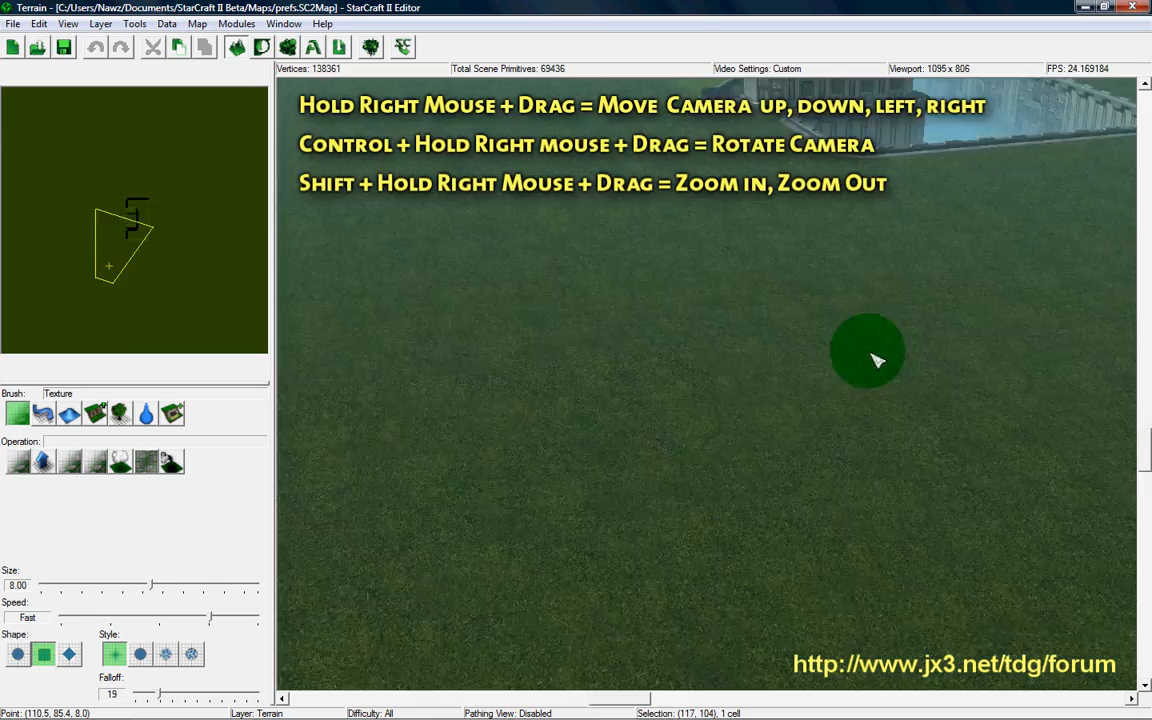 Terrain - [C:/Users/Nawz/Documents/StarCraft II Beta/Maps/prefs.SC2Map] - StarCraft II Editor
File Edit View Layer Tools Data Map Modules Window Help
Vertices: 138361 Total Scene Primitives: 69436 Video Settings: Custom Viewport: 1095 x 806 FPS: 24.169184
Hold Right Mouse + Drag = Move Camera up, down, left, right
Control + Hold Right mouse + Drag = Rotate Camera
Shift + Hold Right Mouse + Drag = Zoom in, Zoom Out
Brush: Texture
Operation:
Size:
8.00
Speed:
Fast
Shape: Style:
Falloff:
19
http://www.jx3.net/tdg/forum
Point: (110.5, 85.4, 8.0) Layer: Terrain Difficulty: All Pathing View: Disabled Selection: (117, 104), 1 cell